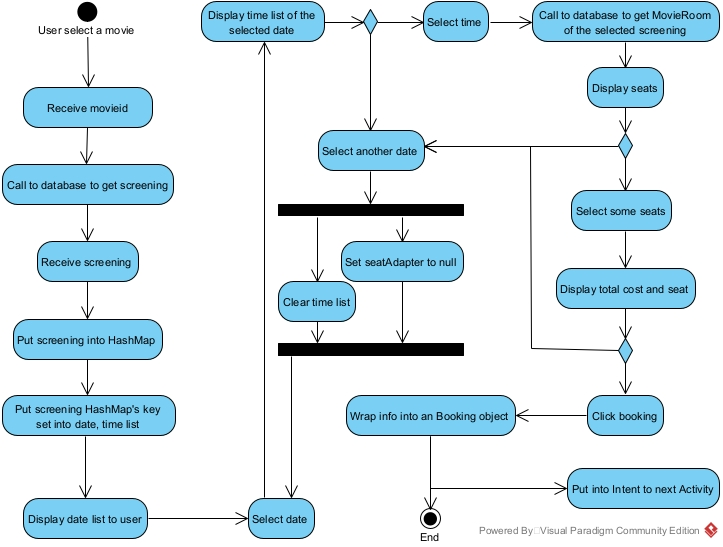 User select a movie
Receive movieid
Call to database to get screening
Receive screening
Put screening into HashMap
Put screening HashMap's key
set into date, time list
Display date list to user
Select date
Display time list of the
selected date
Select time
Call to database to get MovieRoom
of the selected screening
Display seats
Select another date
Set seatAdapter to null
Clear time list
Select some seats
Display total cost and seat
Click booking
Wrap info into an Booking object
Put into Intent to next Activity
End
Powered By Visual Paradigm Community Edition